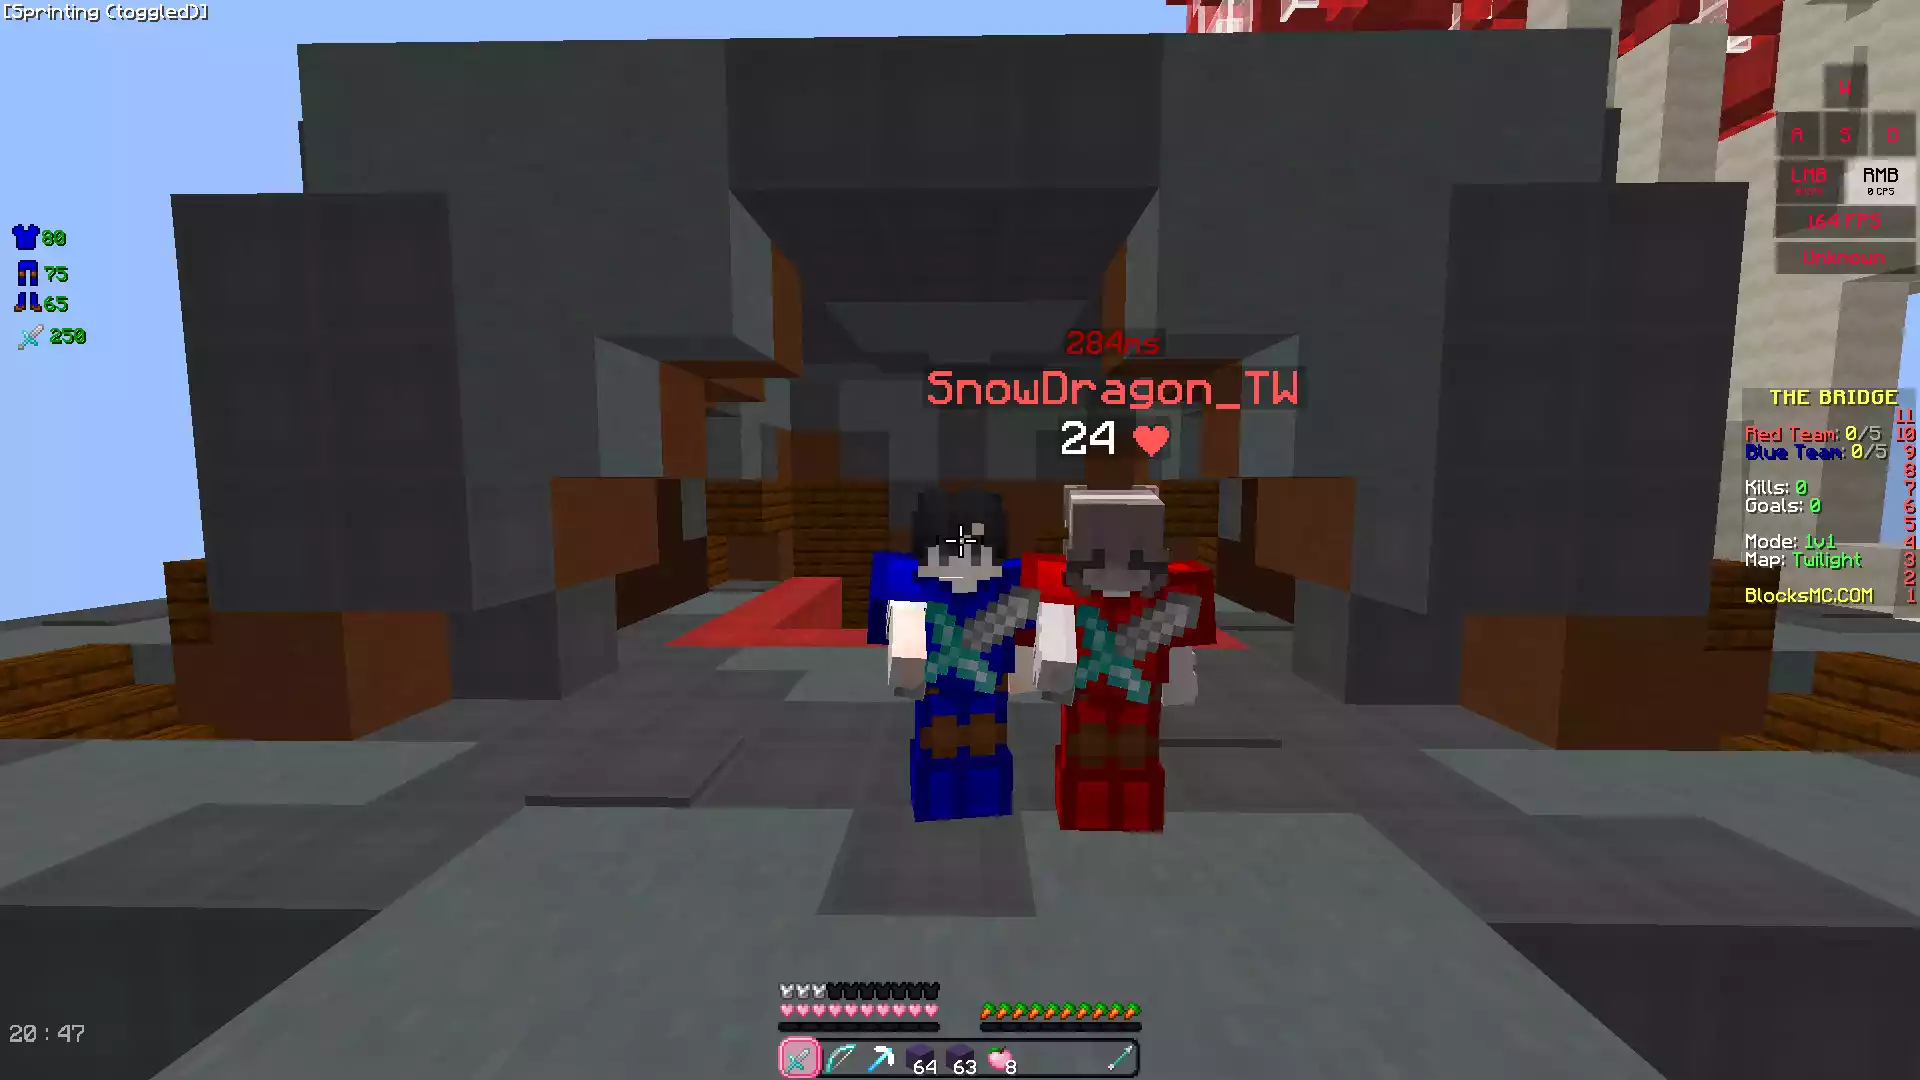 [Sprinting (toggled)]
W
A S D
LMB RMB
0 CPS
164 FPS
Unknown
80
75
65
250
284ms
SnowDragon_TW
24 ❤
THE BRIDGE
11
Red Team: 0/5 10
Blue Team: 0/5 9
8
Kills: 0 7
Goals: 0 6
5
Mode: 1v1 4
Map: Twilight 3
2
BlocksMC.COM 1
20 : 47
64 63 8